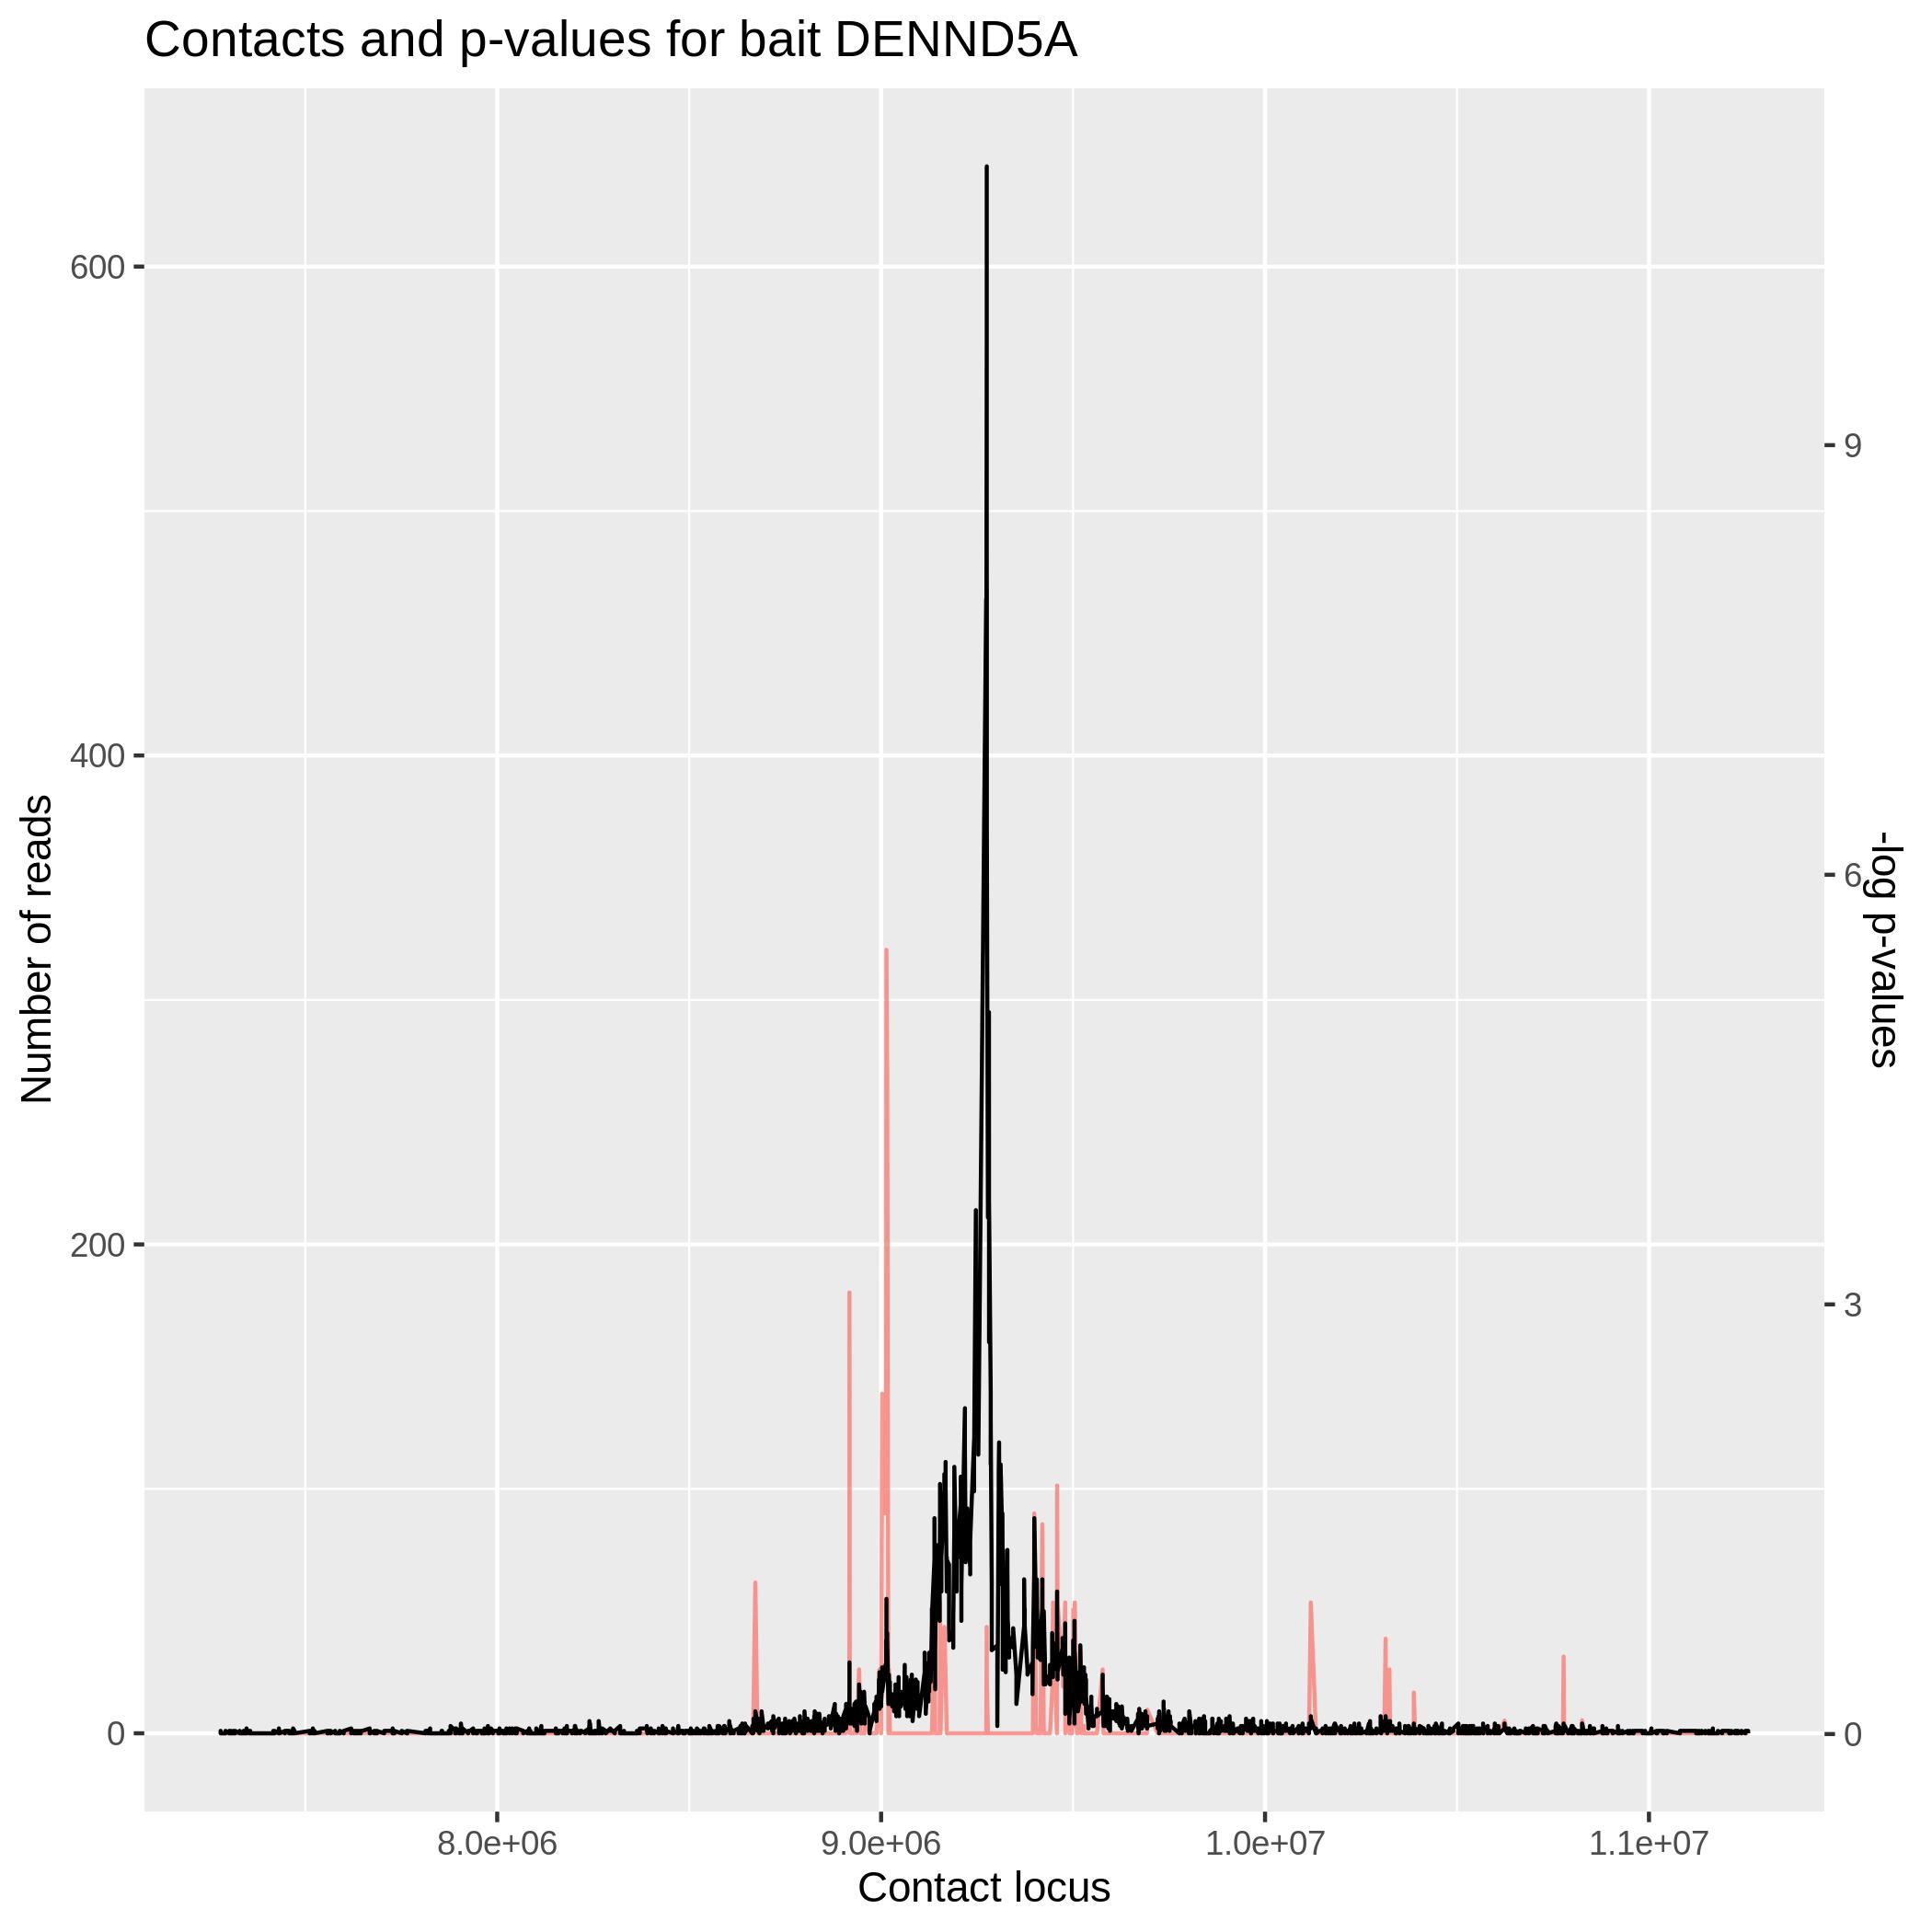 Contacts and p-values for bait DENND5A
600
400
200
0
Number of reads
9
6
3
0
-log p-values
8.0e+06
9.0e+06
1.0e+07
1.1e+07
Contact locus